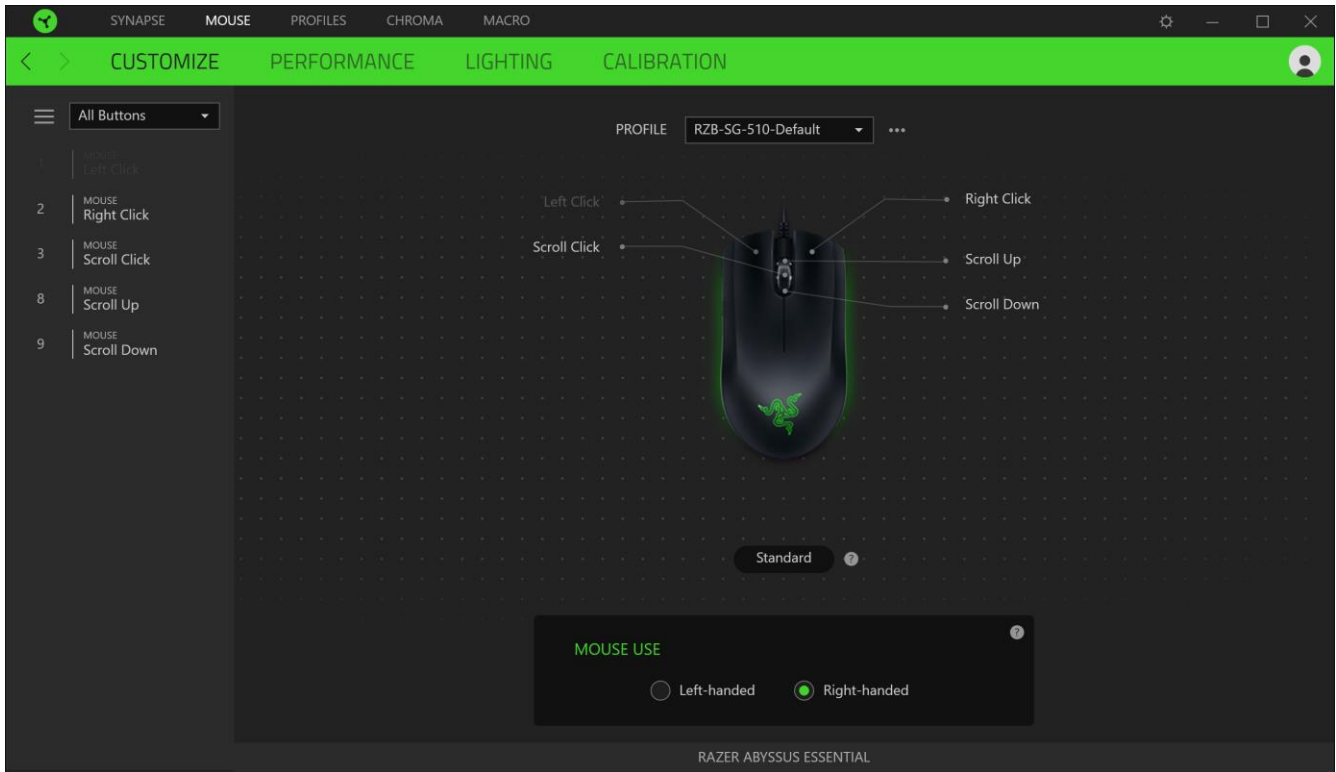 SYNAPSE MOUSE PROFILES CHROMA MACRO
CUSTOMIZE PERFORMANCE LIGHTING CALIBRATION
All Buttons
PROFILE RZB-SG-510-Default
1 MOUSE
Left Click
2 MOUSE
Right Click
3 MOUSE
Scroll Click
8 MOUSE
Scroll Up
9 MOUSE
Scroll Down
Left Click
Right Click
Scroll Click
Scroll Up
Scroll Down
Standard ?
MOUSE USE ?
Left-handed Right-handed
RAZER ABYSSUS ESSENTIAL